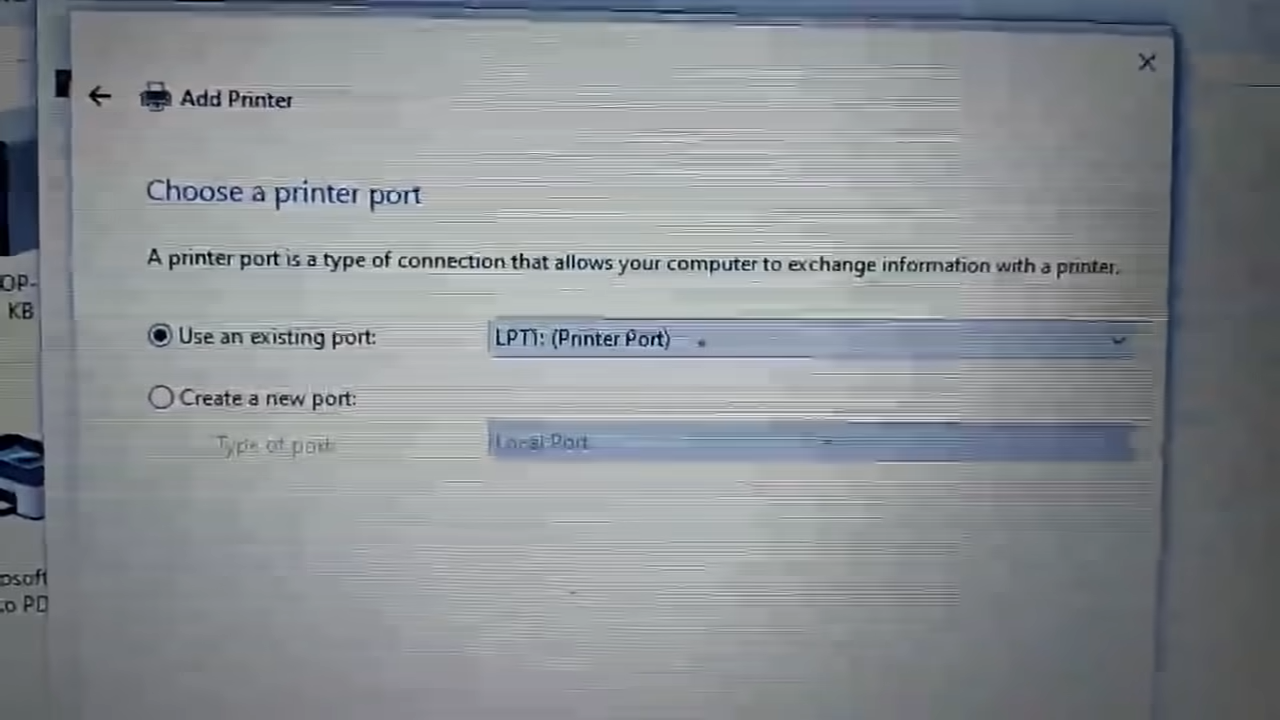 Add Printer
Choose a printer port
A printer port is a type of connection that allows your computer to exchange information with a printer.
Use an existing port:
LPT1: (Printer Port)
Create a new port:
Type of port:
Local Port
OP-
KB
osoft
to PD